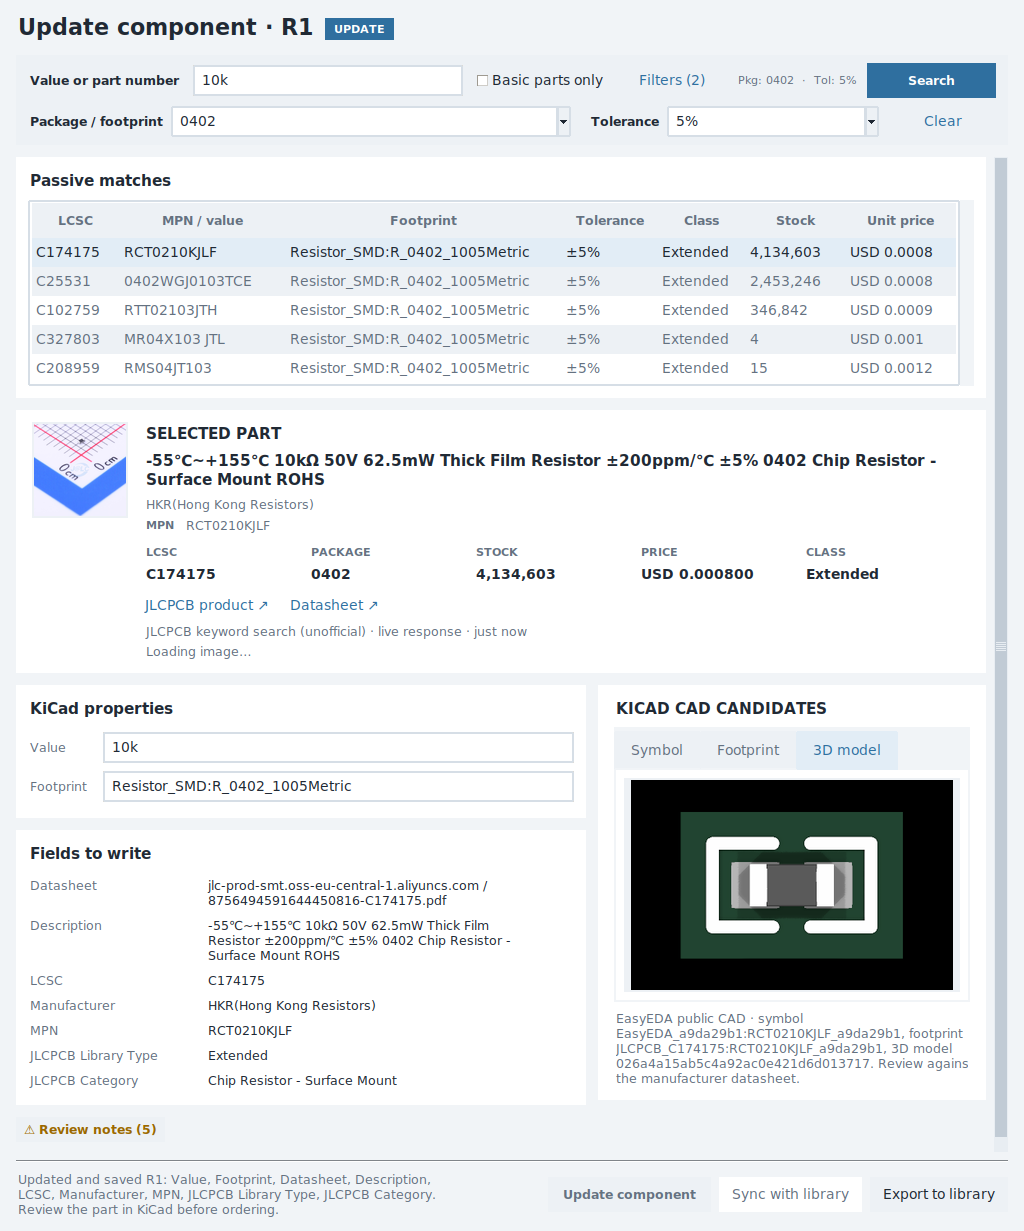 Update component · R1 UPDATE
Value or part number 10k Basic parts only Filters (2) Pkg: 0402 · Tol: 5% Search
Package / footprint 0402 Tolerance 5% Clear
Passive matches
LCSC MPN / value Footprint Tolerance Class Stock Unit price
C174175 RCT0210KJLF Resistor_SMD:R_0402_1005Metric ±5% Extended 4,134,603 USD 0.0008
C25531 0402WGJ0103TCE Resistor_SMD:R_0402_1005Metric ±5% Extended 2,453,246 USD 0.0008
C102759 RTT02103JTH Resistor_SMD:R_0402_1005Metric ±5% Extended 346,842 USD 0.0009
C327803 MR04X103 JTL Resistor_SMD:R_0402_1005Metric ±5% Extended 4 USD 0.001
C208959 RMS04JT103 Resistor_SMD:R_0402_1005Metric ±5% Extended 15 USD 0.0012
0cm 0cm
SELECTED PART
-55℃~+155℃ 10kΩ 50V 62.5mW Thick Film Resistor ±200ppm/℃ ±5% 0402 Chip Resistor -
Surface Mount ROHS
HKR(Hong Kong Resistors)
MPN RCT0210KJLF
LCSC PACKAGE STOCK PRICE CLASS
C174175 0402 4,134,603 USD 0.000800 Extended
JLCPCB product ↗ Datasheet ↗
JLCPCB keyword search (unofficial) · live response · just now
Loading image...
KiCad properties
Value 10k
Footprint Resistor_SMD:R_0402_1005Metric
Fields to write
Datasheet jlc-prod-smt.oss-eu-central-1.aliyuncs.com /
8756494591644450816-C174175.pdf
Description -55℃~+155℃ 10kΩ 50V 62.5mW Thick Film
Resistor ±200ppm/℃ ±5% 0402 Chip Resistor -
Surface Mount ROHS
LCSC C174175
Manufacturer HKR(Hong Kong Resistors)
MPN RCT0210KJLF
JLCPCB Library Type Extended
JLCPCB Category Chip Resistor - Surface Mount
KICAD CAD CANDIDATES
Symbol Footprint 3D model
EasyEDA public CAD · symbol
EasyEDA_a9da29b1:RCT0210KJLF_a9da29b1, footprint
JLCPCB_C174175:RCT0210KJLF_a9da29b1, 3D model
026a4a15ab5c4a92ac0e421d6d013717. Review agains
the manufacturer datasheet.
⚠ Review notes (5)
Updated and saved R1: Value, Footprint, Datasheet, Description,
LCSC, Manufacturer, MPN, JLCPCB Library Type, JLCPCB Category.
Review the part in KiCad before ordering.
Update component Sync with library Export to library